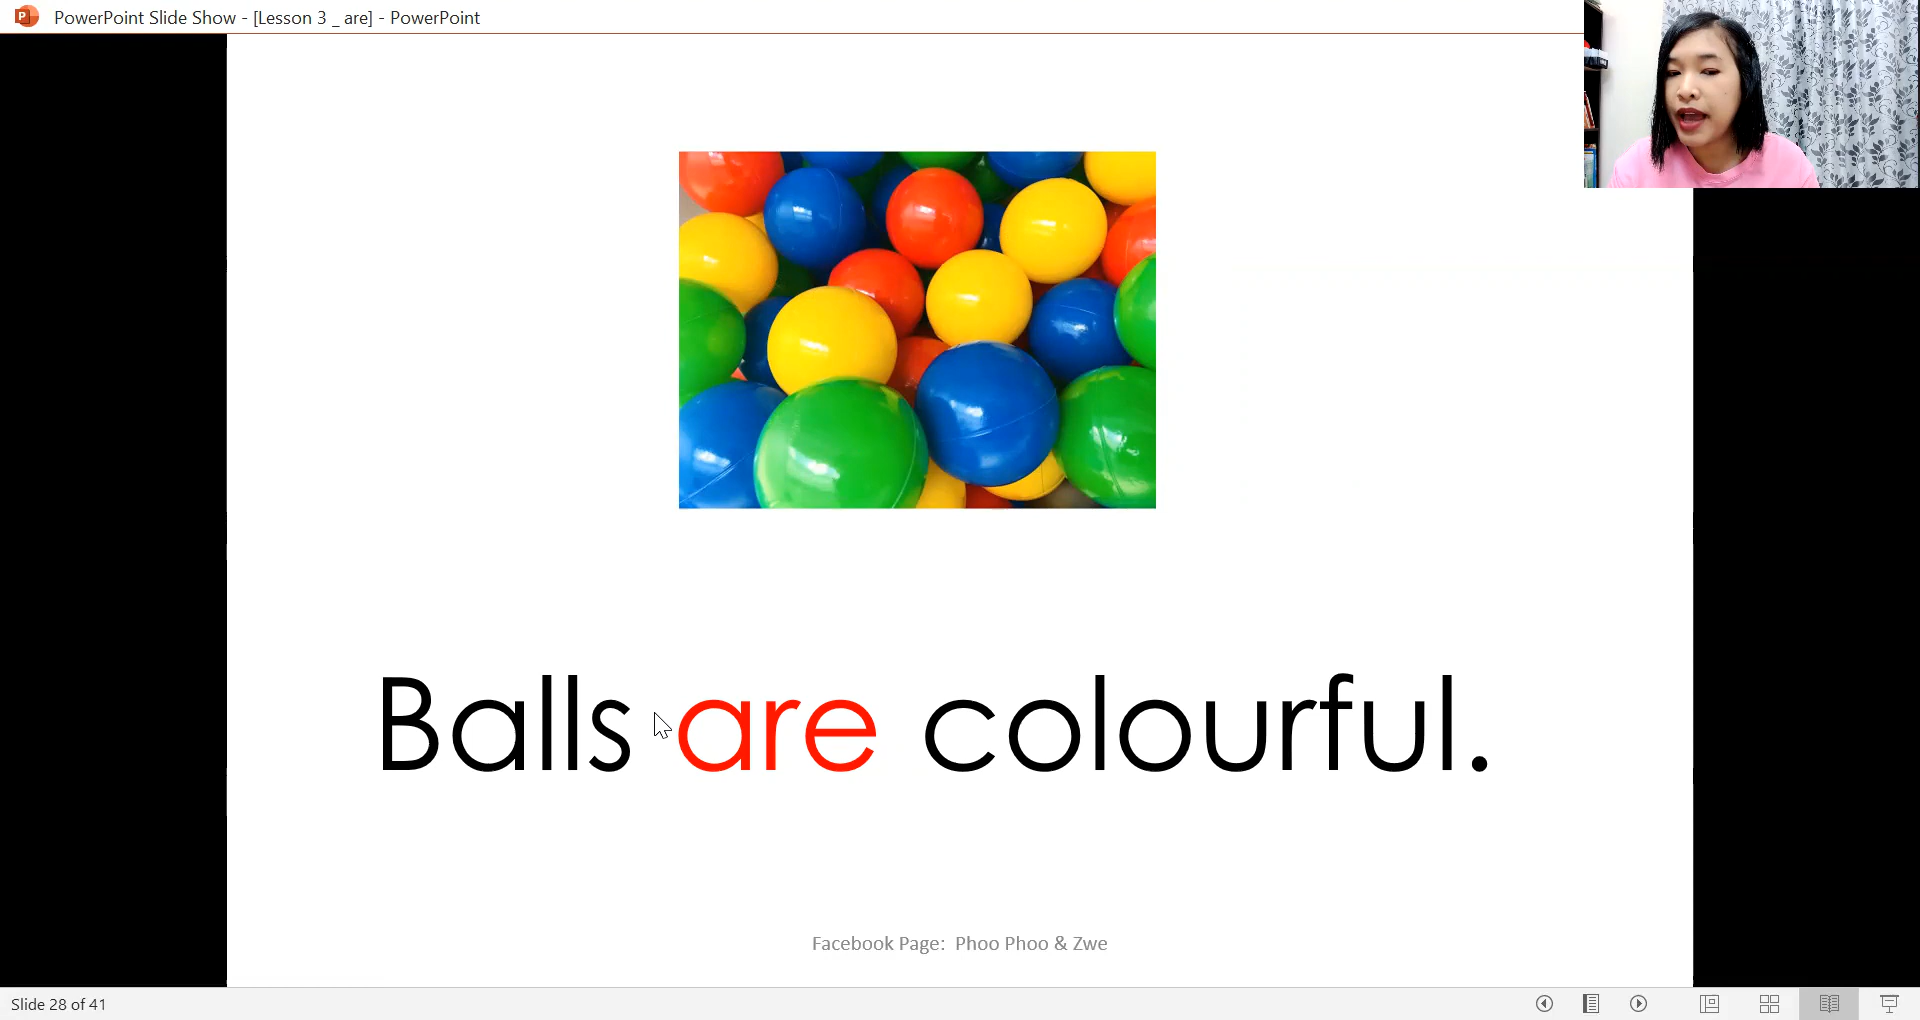 PowerPoint Slide Show - [Lesson 3 _ are] - PowerPoint
Balls are colourful.
Facebook Page: Phoo Phoo & Zwe
Slide 28 of 41